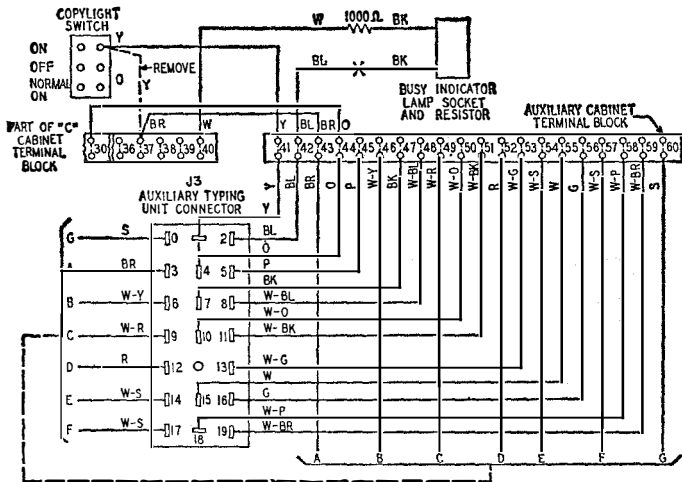 COPYLIGHT
SWITCH
Y
ON
OFF
REMOVE
NORMAL
ON
O
Y
W 1000Ω BK
BL BK
BUSY INDICATOR
LAMP SOCKET
AND RESISTOR
AUXILIARY CABINET
TERMINAL BLOCK
PART OF "C"
CABINET
TERMINAL
BLOCK
BR W Y BL BR O
30 36 37 38 39 40
41 42 43 44 45 46 47 48 49 50 51 52 53 54 55 56 57 58 59 60
Y BL BR O P W-Y BK W-BL W-R W-O W-BK R W-G W-S W G W-S W-P W-BR S
J3
AUXILIARY TYPING
UNIT CONNECTOR
Y
G S 0 2 BL
O
A BR 3 4 5 P
BK
B W-Y 6 7 8 W-BL
W-O
C W-R 9 10 11 W-BK
D R 12 13 W-G
W
E W-S 14 15 16 G
W-P
F W-S 17 18 19 W-BR
A B C D E F G